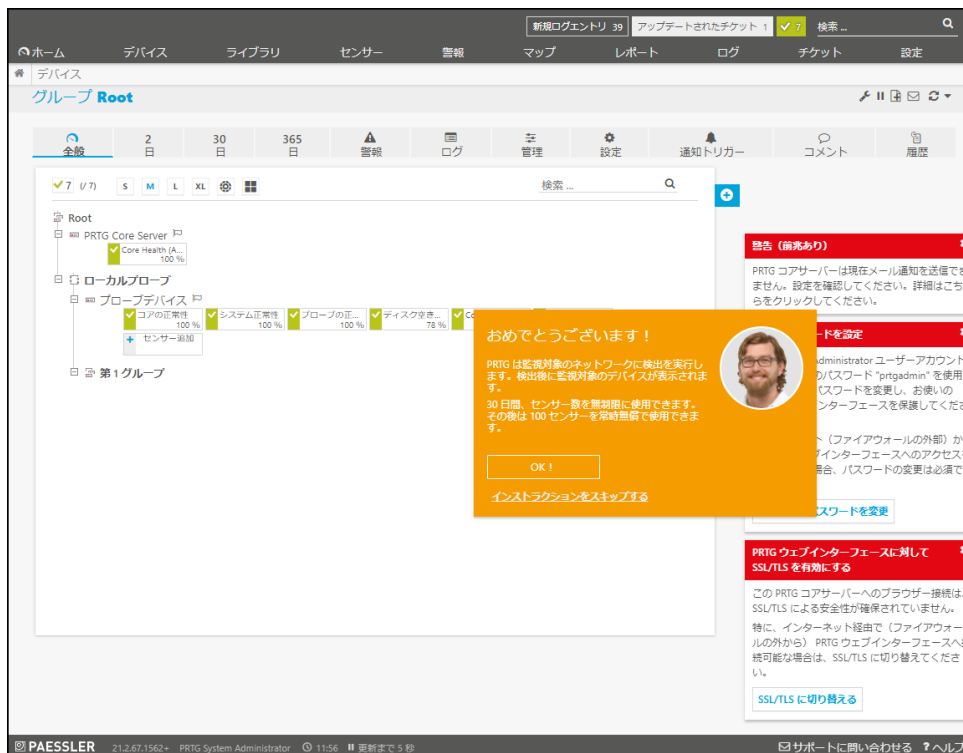 新規ログエントリ 39 アップデートされたチケット 1 7 検索 ...
ホーム デバイス ライブラリ センサー 警報 マップ レポート ログ チケット 設定
デバイス
グループ Root
全般 2日 30日 365日 警報 ログ 管理 設定 通知トリガー コメント 履歴
7 (/ 7) S M L XL 検索 ...
Root
PRTG Core Server
Core Health (A...
100 %
ローカルプローブ
プローブデバイス
コアの正常性 システム正常性 プローブの正... ディスク空き...
100 % 100 % 100 % 78 %
センサー追加
第 1 グループ
おめでとうございます！
PRTG は監視対象のネットワークに検出を実行し
ます。検出後に監視対象のデバイスが表示されま
す。
30 日間、センサー数を無制限に使用できます。
その後は 100 センサーを常時無償で使用できま
す。
OK !
インストラクションをスキップする
警告（前兆あり）
PRTG コアサーバーは現在メール通知を送信でき
ません。設定を確認してください。詳細はこち
らをクリックしてください。
ードを設定
Administrator ユーザーアカウント
のパスワード "prtgadmin" を使用
パスワードを変更し、お使いの
ンターフェースを保護してくださ
（ファイアウォールの外部）か
インターフェースへのアクセス
場合、パスワードの変更は必須で
スワードを変更
PRTG ウェブインターフェースに対して
SSL/TLS を有効にする
この PRTG コアサーバーへのブラウザー接続は、
SSL/TLS による安全性が確保されていません。
特に、インターネット経由で（ファイアウォー
ルの外から） PRTG ウェブインターフェースへ
続可能な場合は、SSL/TLS に切り替えてくださ
い。
SSL/TLS に切り替える
PAESSLER 21.2.67.1562+ PRTG System Administrator 11:56 更新まで 5 秒 サポートに問い合わせる ?ヘルプ